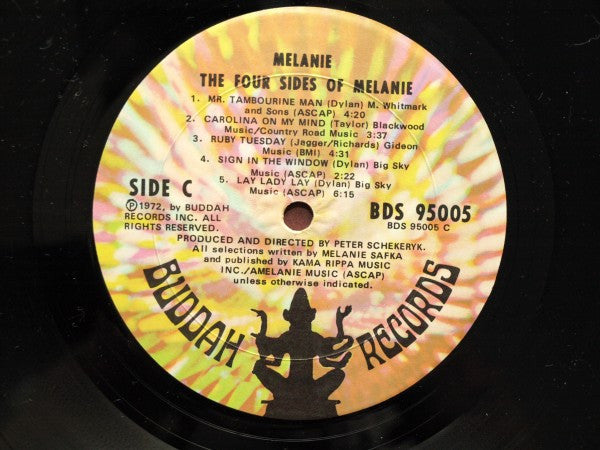 MELANIE
THE FOUR SIDES OF MELANIE
1. MR. TAMBOURINE MAN (Dylan) M. Whitmark
and Sons (ASCAP) 4:20
2. CAROLINA ON MY MIND (Taylor) Blackwood
Music/Country Road Music 3:37
3. RUBY TUESDAY (Jagger/Richards) Gideon
Music (BMI) 4:31
4. SIGN IN THE WINDOW (Dylan) Big Sky
Music (ASCAP) 2:22
5. LAY LADY LAY (Dylan) Big Sky
Music (ASCAP) 6:15
SIDE C
℗1972, by BUDDAH
RECORDS INC. ALL
RIGHTS RESERVED.
BDS 95005
BDS 95005 C
PRODUCED AND DIRECTED BY PETER SCHEKERYK.
All selections written by MELANIE SAFKA
and published by KAMA RIPPA MUSIC
INC./AMELANIE MUSIC (ASCAP)
unless otherwise indicated.
BUDDAH RECORDS